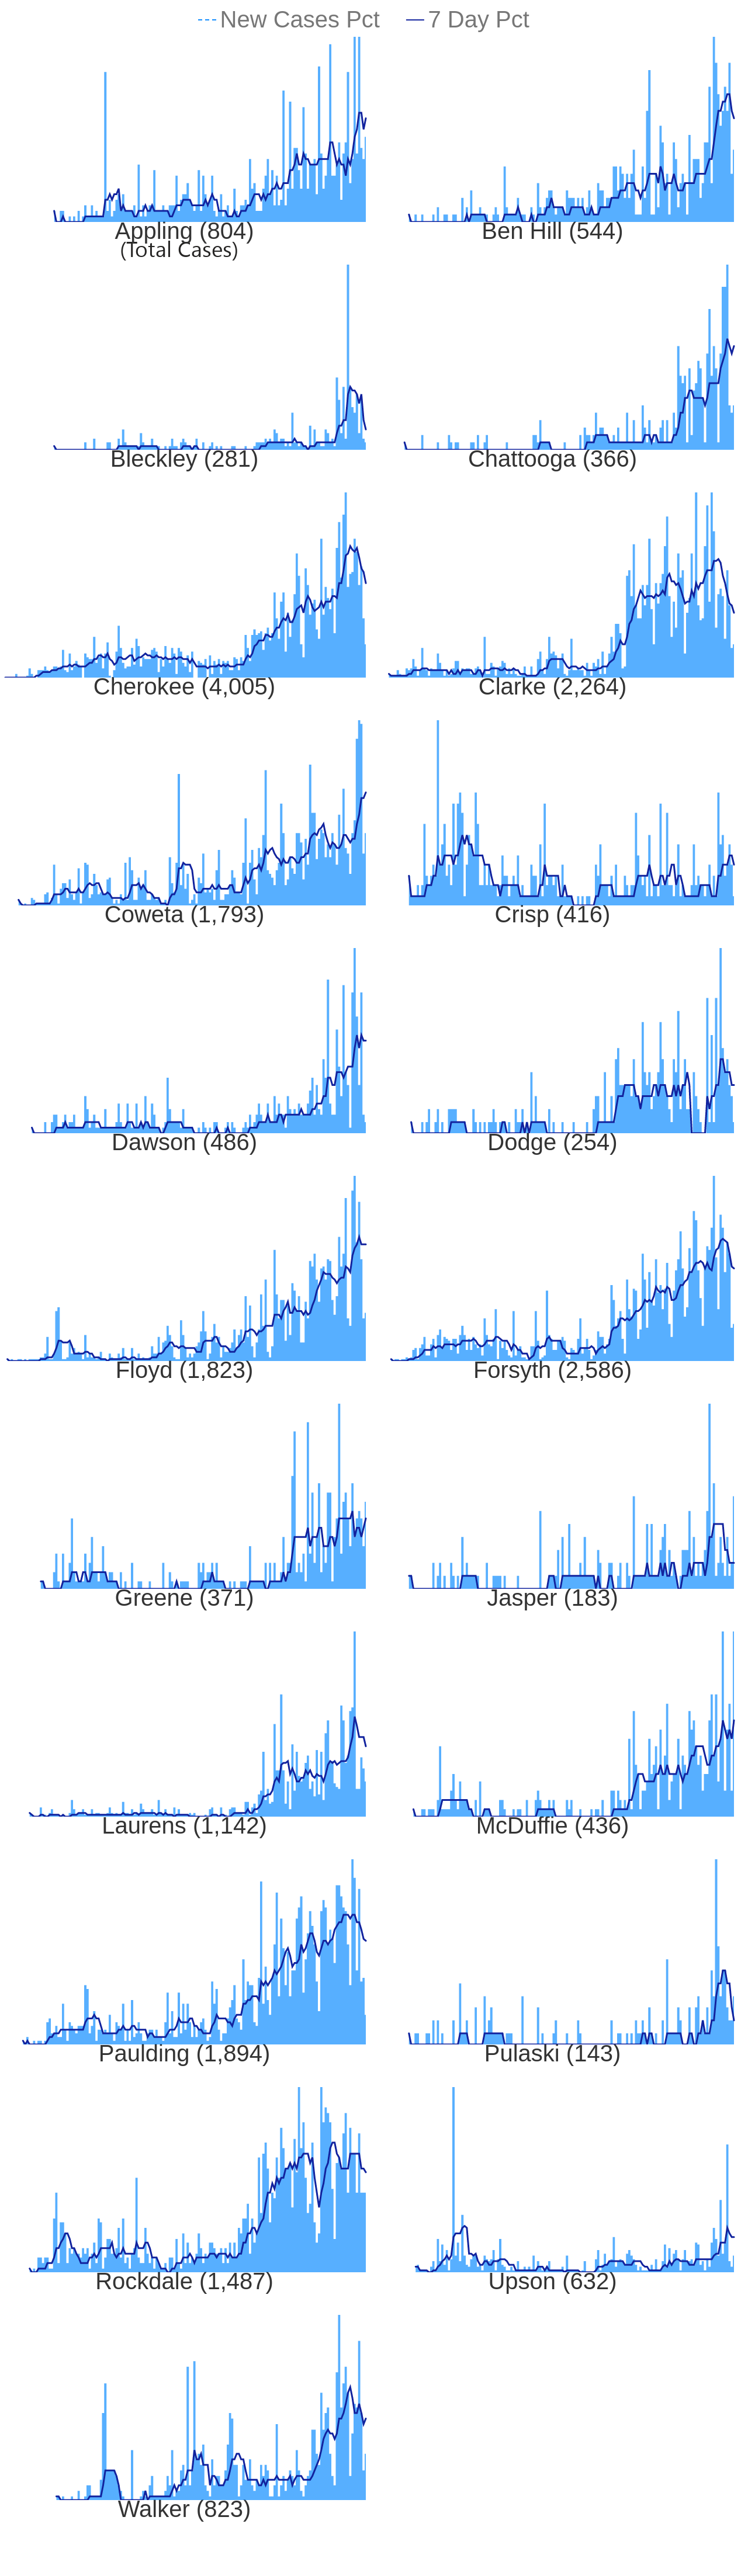 New Cases Pct 7 Day Pct
Appling (804) Ben Hill (544)
(Total Cases)
Bleckley (281) Chattooga (366)
Cherokee (4,005) Clarke (2,264)
Coweta (1,793) Crisp (416)
Dawson (486) Dodge (254)
Floyd (1,823) Forsyth (2,586)
Greene (371) Jasper (183)
Laurens (1,142) McDuffie (436)
Paulding (1,894) Pulaski (143)
Rockdale (1,487) Upson (632)
Walker (823)